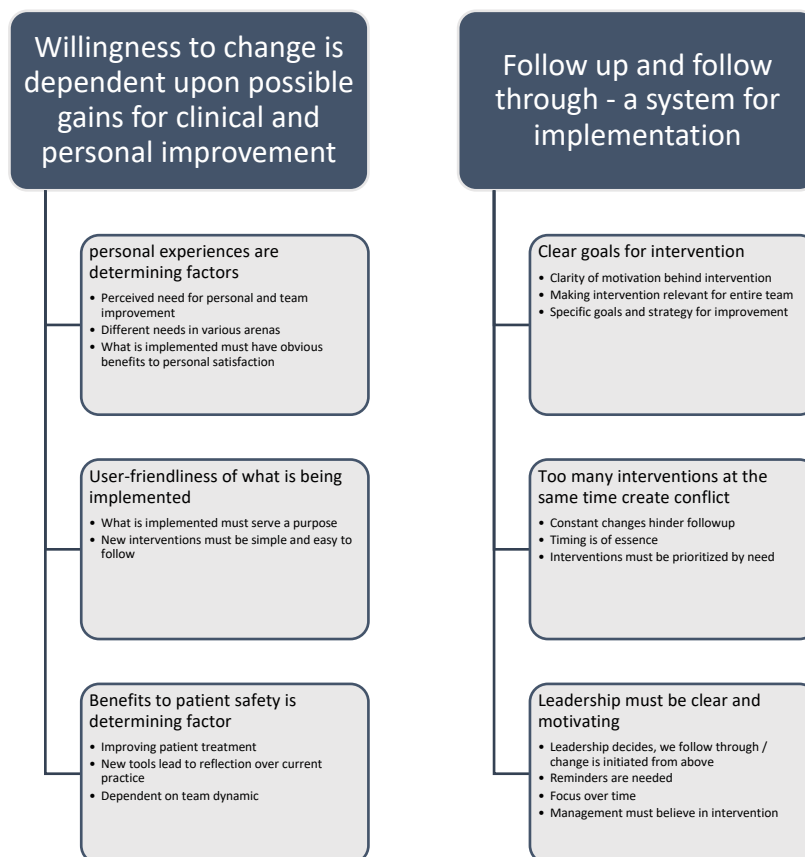 Willingness to change is
dependent upon possible
gains for clinical and
personal improvement
personal experiences are
determining factors
• Perceived need for personal and team
improvement
• Different needs in various arenas
• What is implemented must have obvious
benefits to personal satisfaction
User-friendliness of what is being
implemented
• What is implemented must serve a purpose
• New interventions must be simple and easy to
follow
Benefits to patient safety is
determining factor
• Improving patient treatment
• New tools lead to reflection over current
practice
• Dependent on team dynamic
Follow up and follow
through - a system for
implementation
Clear goals for intervention
• Clarity of motivation behind intervention
• Making intervention relevant for entire team
• Specific goals and strategy for improvement
Too many interventions at the
same time create conflict
• Constant changes hinder followup
• Timing is of essence
• Interventions must be prioritized by need
Leadership must be clear and
motivating
• Leadership decides, we follow through /
change is initiated from above
• Reminders are needed
• Focus over time
• Management must believe in intervention